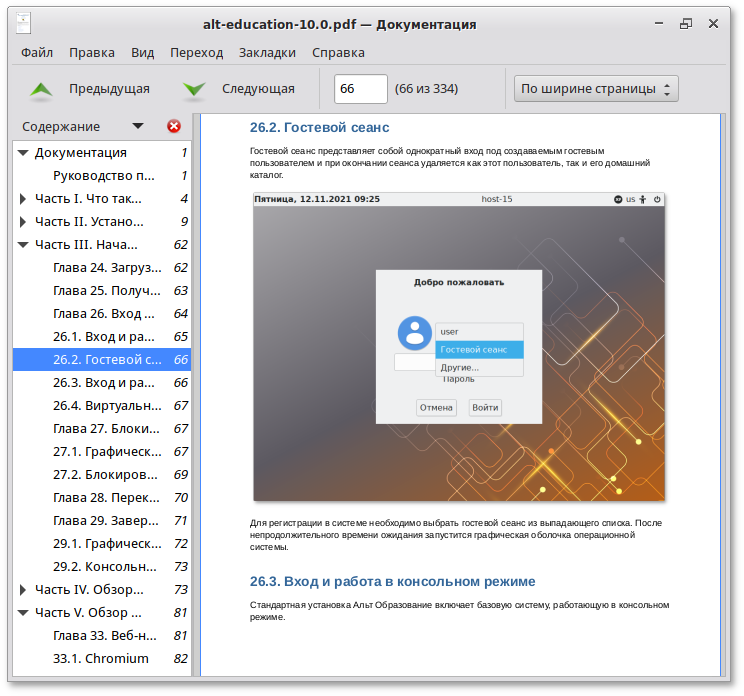 alt-education-10.0.pdf — Документация
Файл Правка Вид Переход Закладки Справка
Предыдущая Следующая 66 (66 из 334) По ширине страницы
Содержание
Документация 1
Руководство п... 1
Часть I. Что так... 4
Часть II. Устано... 9
Часть III. Нача... 62
Глава 24. Загруз... 62
Глава 25. Получ... 63
Глава 26. Вход ... 64
26.1. Вход и ра... 65
26.2. Гостевой с... 66
26.3. Вход и ра... 66
26.4. Виртуальн... 67
Глава 27. Блоки... 67
27.1. Графическ... 67
27.2. Блокиров... 69
Глава 28. Перек... 70
Глава 29. Завер... 71
29.1. Графическ... 72
29.2. Консольн... 73
Часть IV. Обзор... 73
Часть V. Обзор ... 81
Глава 33. Веб-н... 81
33.1. Chromium 82
26.2. Гостевой сеанс
Гостевой сеанс представляет собой однократный вход под создаваемым гостевым
пользователем и при окончании сеанса удаляется как этот пользователь, так и его домашний
каталог.
Пятница, 12.11.2021 09:25 host-15 us
Добро пожаловать
user
Гостевой сеанс
Другие...
Пароль
Отмена Войти
Для регистрации в системе необходимо выбрать гостевой сеанс из выпадающего списка. После
непродолжительного времени ожидания запустится графическая оболочка операционной
системы.
26.3. Вход и работа в консольном режиме
Стандартная установка Альт Образование включает базовую систему, работающую в консольном
режиме.